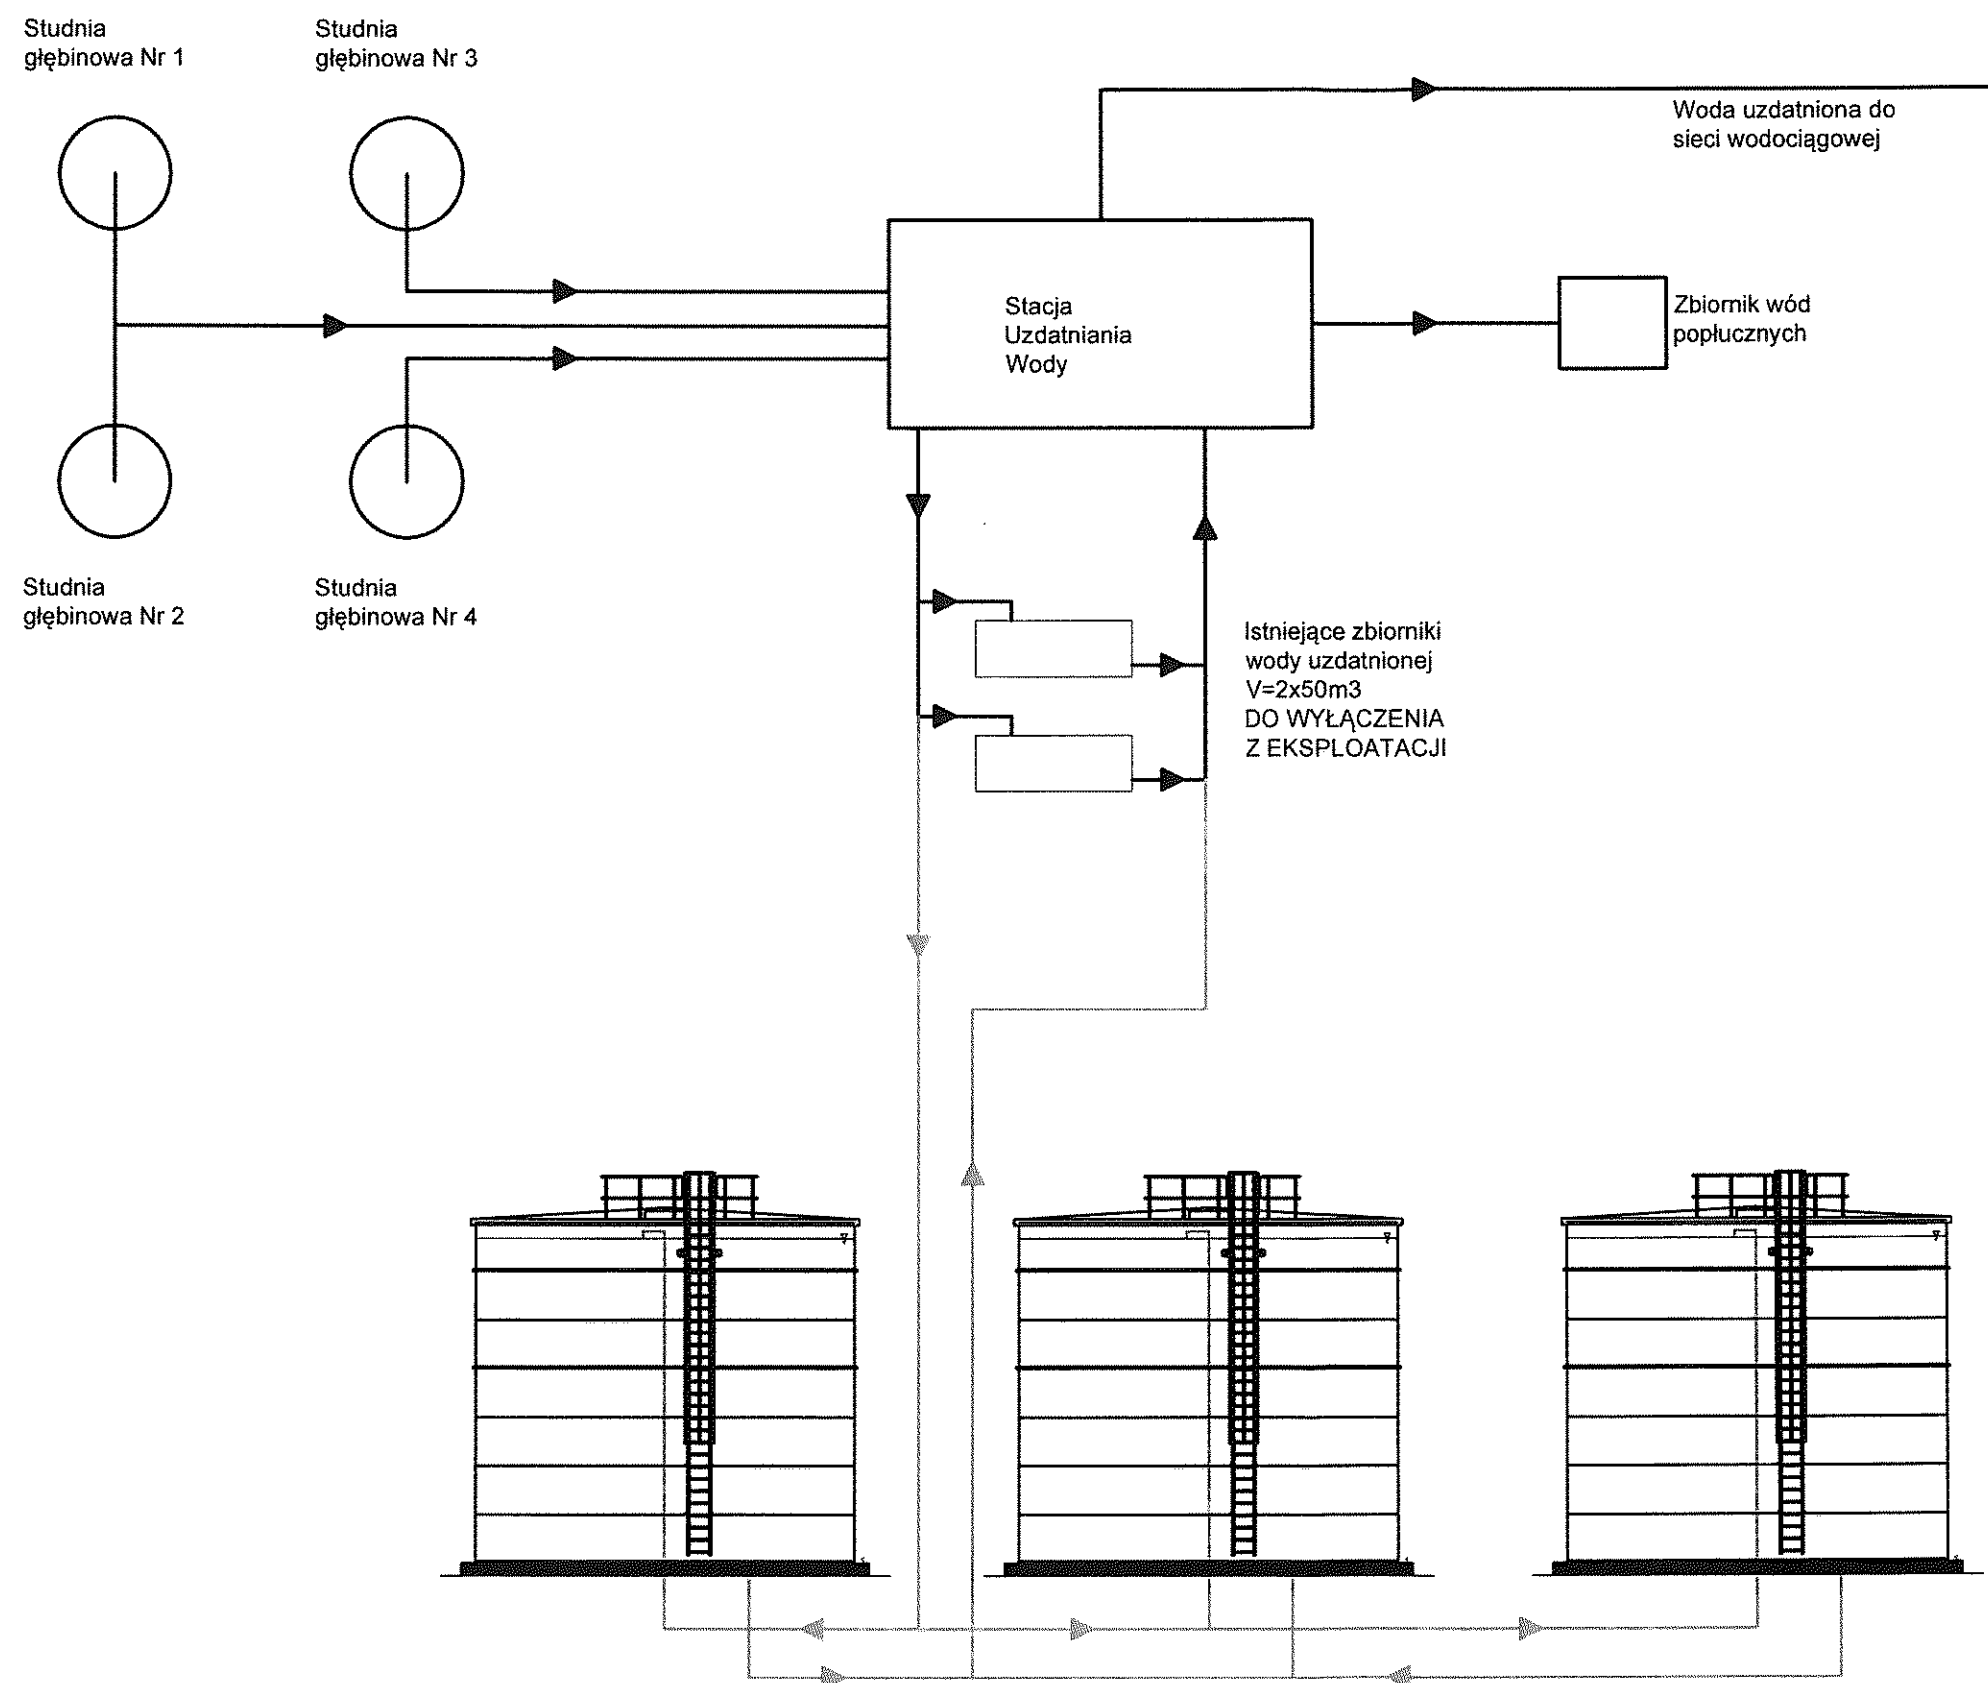 Studnia
głębinowa Nr 1
Studnia
głębinowa Nr 3
Woda uzdatniona do
sieci wodociągowej
Stacja
Uzdatniania
Wody
Zbiornik wód
popłucznych
Studnia
głębinowa Nr 2
Studnia
głębinowa Nr 4
Istniejące zbiorniki
wody uzdatnionej
V=2x50m3
DO WYŁĄCZENIA
Z EKSPLOATACJI